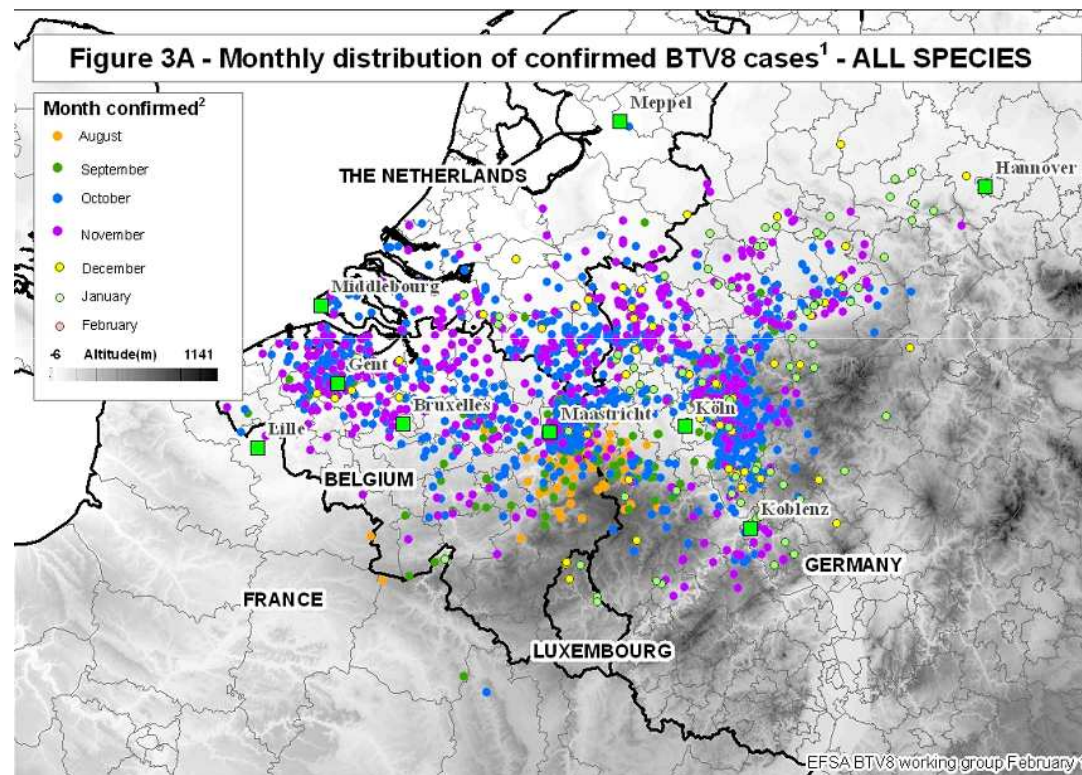 Figure 3A - Monthly distribution of confirmed BTV8 cases¹ - ALL SPECIES
Month confirmed²
August
September
October
November
December
January
February
-6 Altitude(m) 1141
Meppel
Hannover
THE NETHERLANDS
Middlebourg
Gent
Bruxelles
Maastricht
Köln
Lille
BELGIUM
Koblenz
GERMANY
FRANCE
LUXEMBOURG
EFSA BTV8 working group February